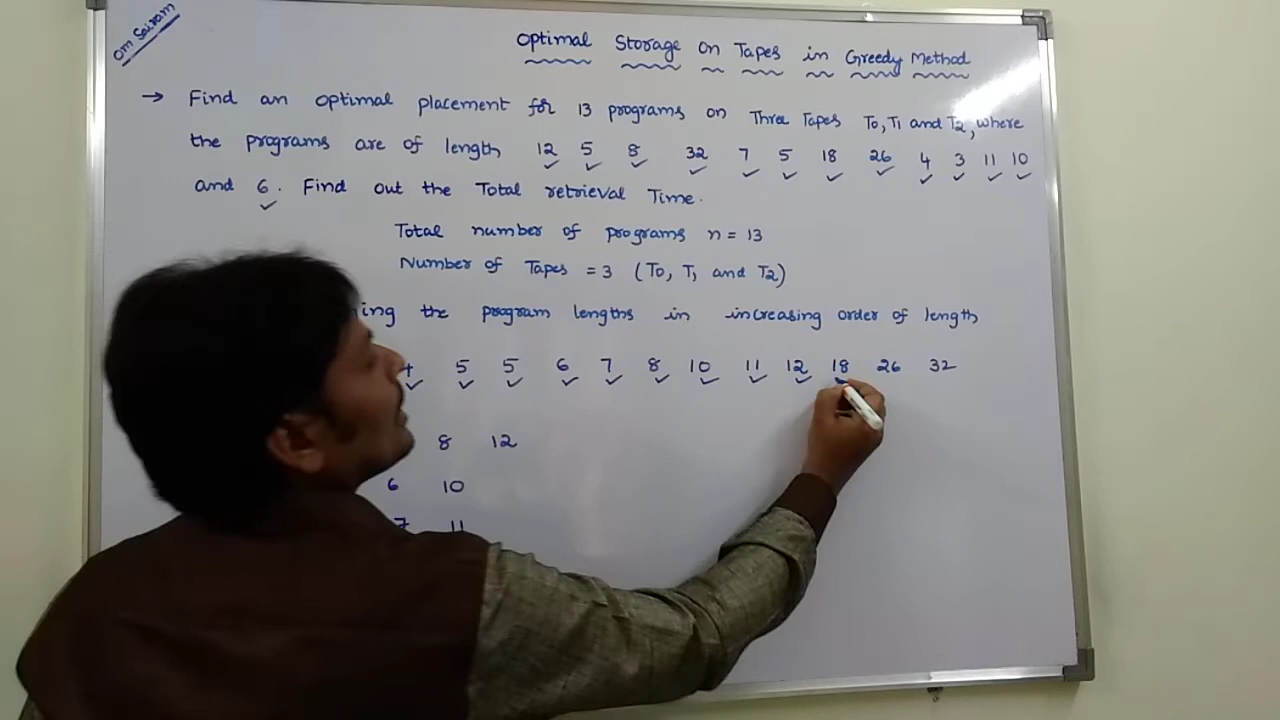 Om Sairam
Optimal Storage on Tapes in Greedy Method
→ Find an optimal placement for 13 programs on Three Tapes T0, T1 and T2, where
the programs are of length 12 5 8 32 7 5 18 26 4 3 11 10
and 6. Find out the Total retrieval Time.
Total number of programs n = 13
Number of Tapes = 3 (T0, T1 and T2)
the program lengths in increasing order of length
5 5 6 7 8 10 11 12 18 26 32
8 12
6 10
7 11